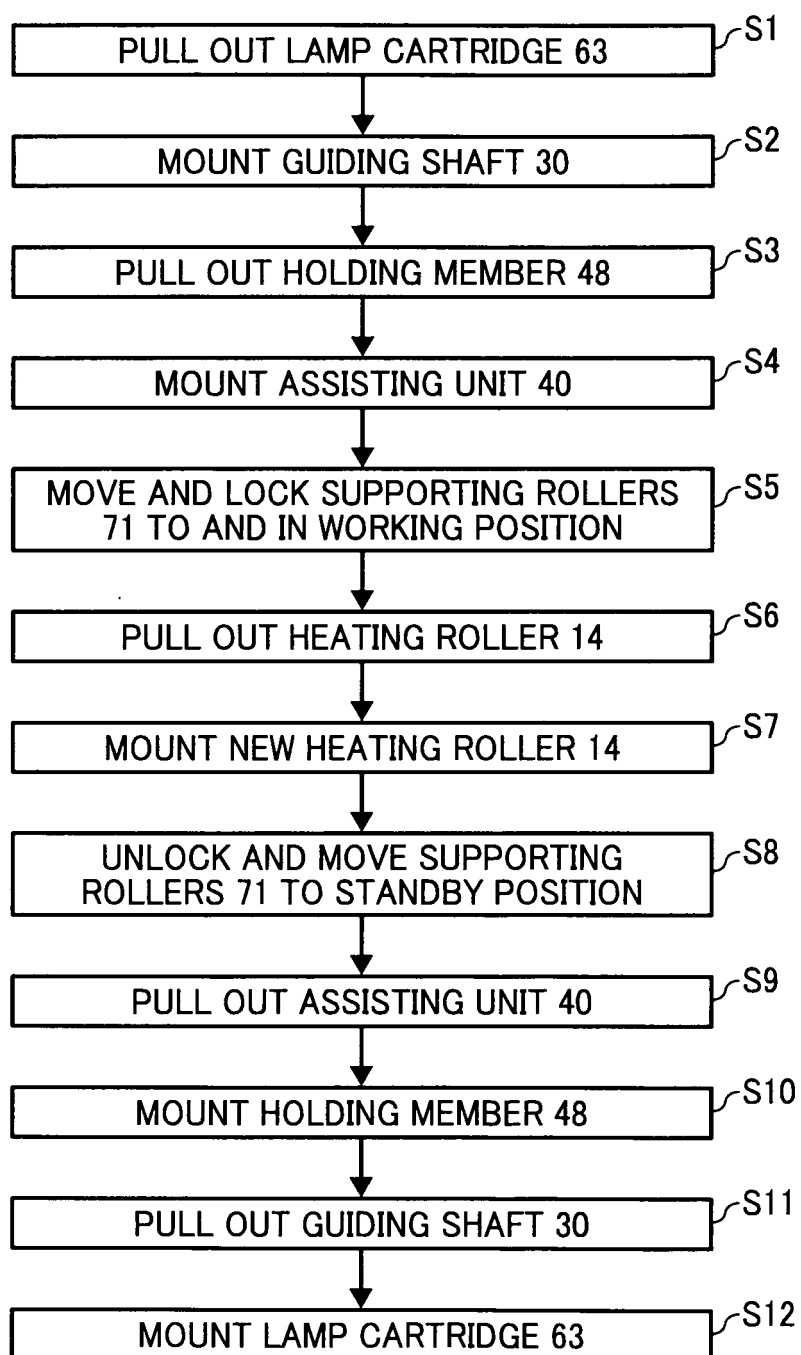 S1
PULL OUT LAMP CARTRIDGE 63
S2
MOUNT GUIDING SHAFT 30
S3
PULL OUT HOLDING MEMBER 48
S4
MOUNT ASSISTING UNIT 40
S5
MOVE AND LOCK SUPPORTING ROLLERS
71 TO AND IN WORKING POSITION
S6
PULL OUT HEATING ROLLER 14
S7
MOUNT NEW HEATING ROLLER 14
S8
UNLOCK AND MOVE SUPPORTING
ROLLERS 71 TO STANDBY POSITION
S9
PULL OUT ASSISTING UNIT 40
S10
MOUNT HOLDING MEMBER 48
S11
PULL OUT GUIDING SHAFT 30
S12
MOUNT LAMP CARTRIDGE 63